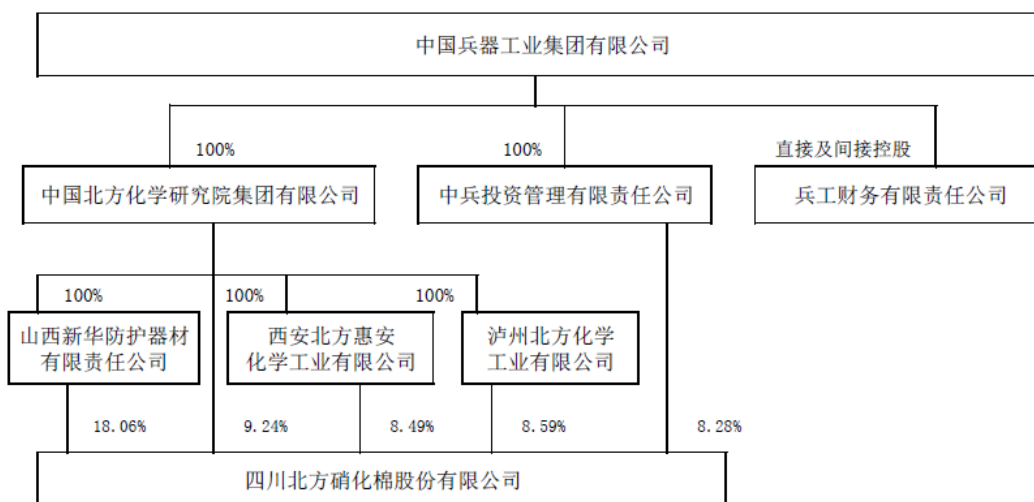 中国兵器工业集团有限公司
100%
100%
直接及间接控股
中国北方化学研究院集团有限公司
中兵投资管理有限责任公司
兵工财务有限责任公司
100%
100%
100%
山西新华防护器材
有限责任公司
西安北方惠安
化学工业有限公司
泸州北方化学
工业有限公司
18.06%
9.24%
8.49%
8.59%
8.28%
四川北方硝化棉股份有限公司